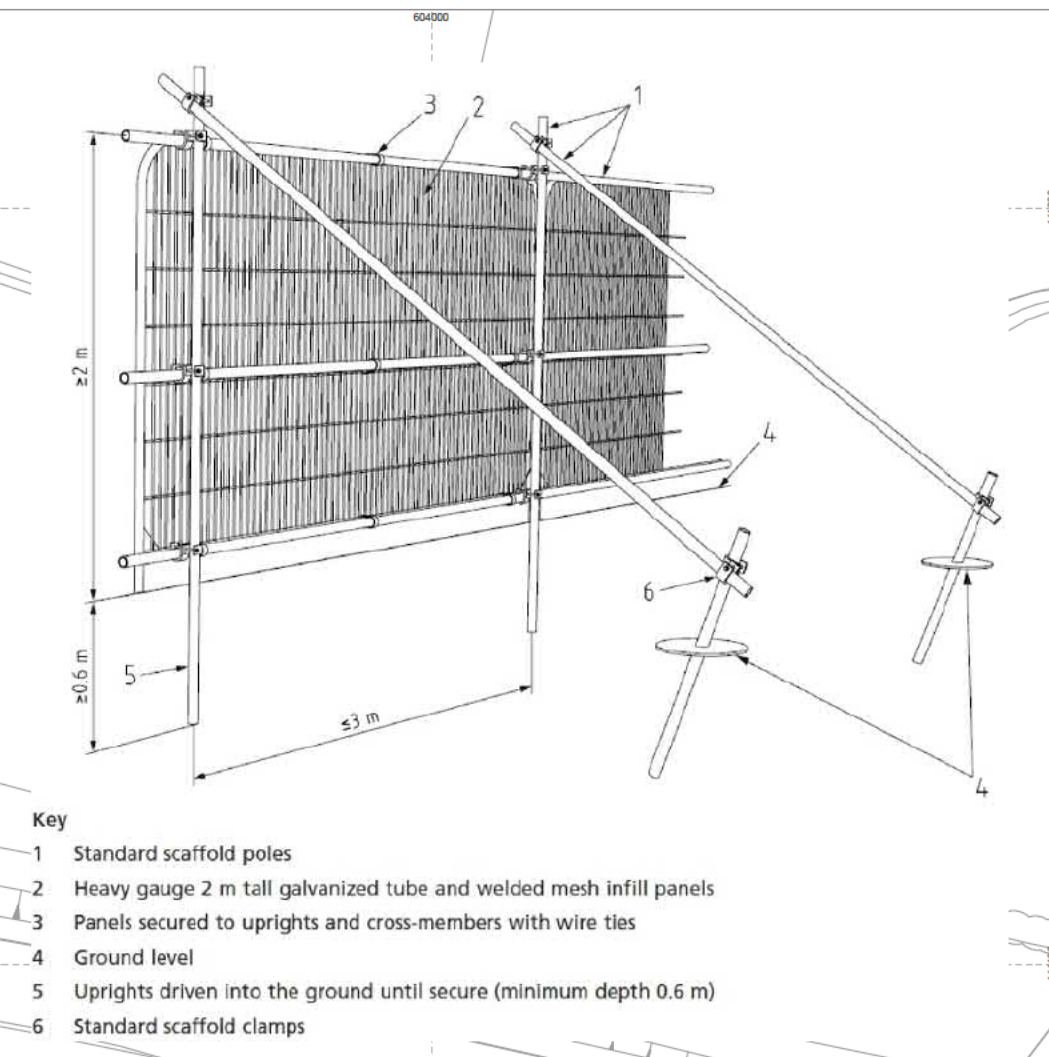 604000
3
2
1
≥2 m
4
6
≥0.6 m
5
≤3 m
4
Key
1 Standard scaffold poles
2 Heavy gauge 2 m tall galvanized tube and welded mesh infill panels
3 Panels secured to uprights and cross-members with wire ties
4 Ground level
5 Uprights driven into the ground until secure (minimum depth 0.6 m)
6 Standard scaffold clamps